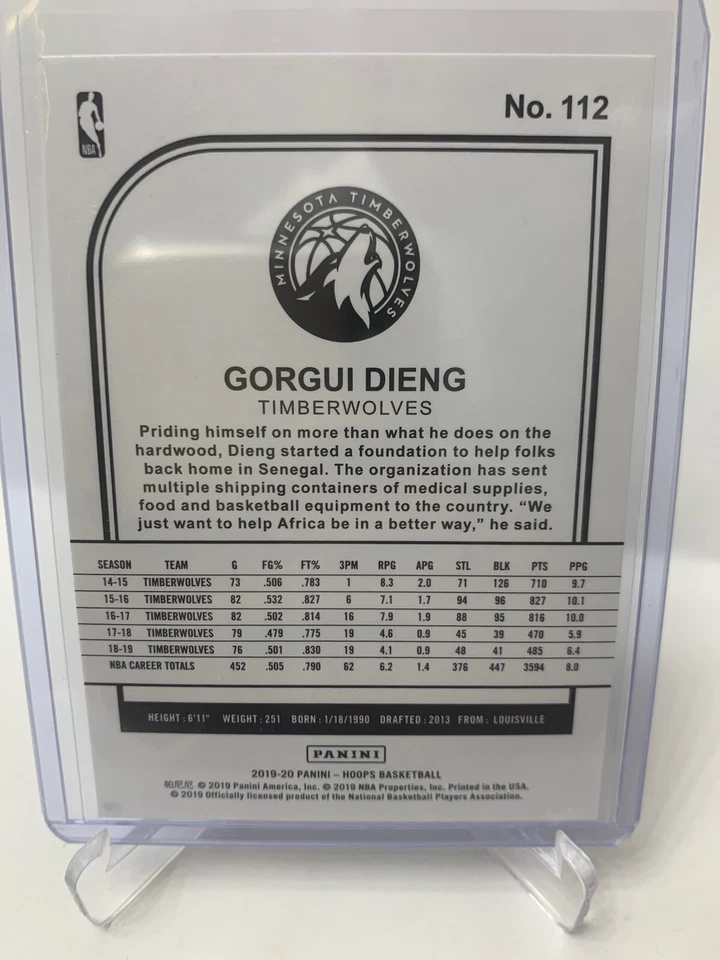 No. 112
NBA
MINNESOTA TIMBERWOLVES
GORGUI DIENG
TIMBERWOLVES
Priding himself on more than what he does on the
hardwood, Dieng started a foundation to help folks
back home in Senegal. The organization has sent
multiple shipping containers of medical supplies,
food and basketball equipment to the country. “We
just want to help Africa be in a better way,” he said.
SEASON TEAM G FG% FT% 3PM RPG APG STL BLK PTS PPG
14-15 TIMBERWOLVES 73 .506 .783 1 8.3 2.0 71 126 710 9.7
15-16 TIMBERWOLVES 82 .532 .827 6 7.1 1.7 94 96 827 10.1
16-17 TIMBERWOLVES 82 .502 .814 16 7.9 1.9 88 95 816 10.0
17-18 TIMBERWOLVES 79 .479 .775 19 4.6 0.9 45 39 470 5.9
18-19 TIMBERWOLVES 76 .501 .830 19 4.1 0.9 48 41 485 6.4
NBA CAREER TOTALS 452 .505 .790 62 6.2 1.4 376 447 3594 8.0
HEIGHT: 6'11" WEIGHT: 251 BORN: 1/18/1990 DRAFTED: 2013 FROM: LOUISVILLE
PANINI
2019-20 PANINI – HOOPS BASKETBALL
帕尼尼 © 2019 Panini America, Inc. © 2019 NBA Properties, Inc. Printed in the USA.
© 2019 Officially licensed product of the National Basketball Players Association.